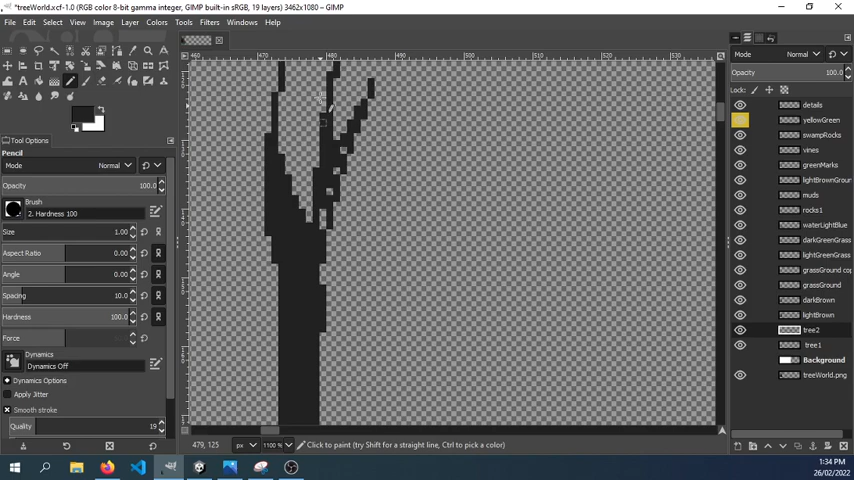 *treeWorld.xcf-1.0 (RGB color 8-bit gamma integer, GIMP built-in sRGB, 19 layers) 3462x1080 – GIMP
File Edit Select View Image Layer Colors Tools Filters Windows Help
460 470 480 490 500 510 520 530
Tool Options
Pencil
Mode Normal
Opacity 100.0
Brush
2. Hardness 100
Size 1.00
Aspect Ratio 0.00
Angle 0.00
Spacing 10.0
Hardness 100.0
Force
Dynamics
Dynamics Off
Dynamics Options
Apply Jitter
Smooth stroke
Quality 19
Mode Normal
Opacity 100.0
Lock:
details
yellowGreen
swampRocks
vines
greenMarks
lightBrownGroun
muds
rocks1
waterLightBlue
darkGreenGrass
lightGreenGrass
grassGround cop
grassGround
darkBrown
lightBrown
tree2
tree1
Background
treeWorld.png
479, 125 px 1100 % Click to paint (try Shift for a straight line, Ctrl to pick a color)
1:34 PM
26/02/2022